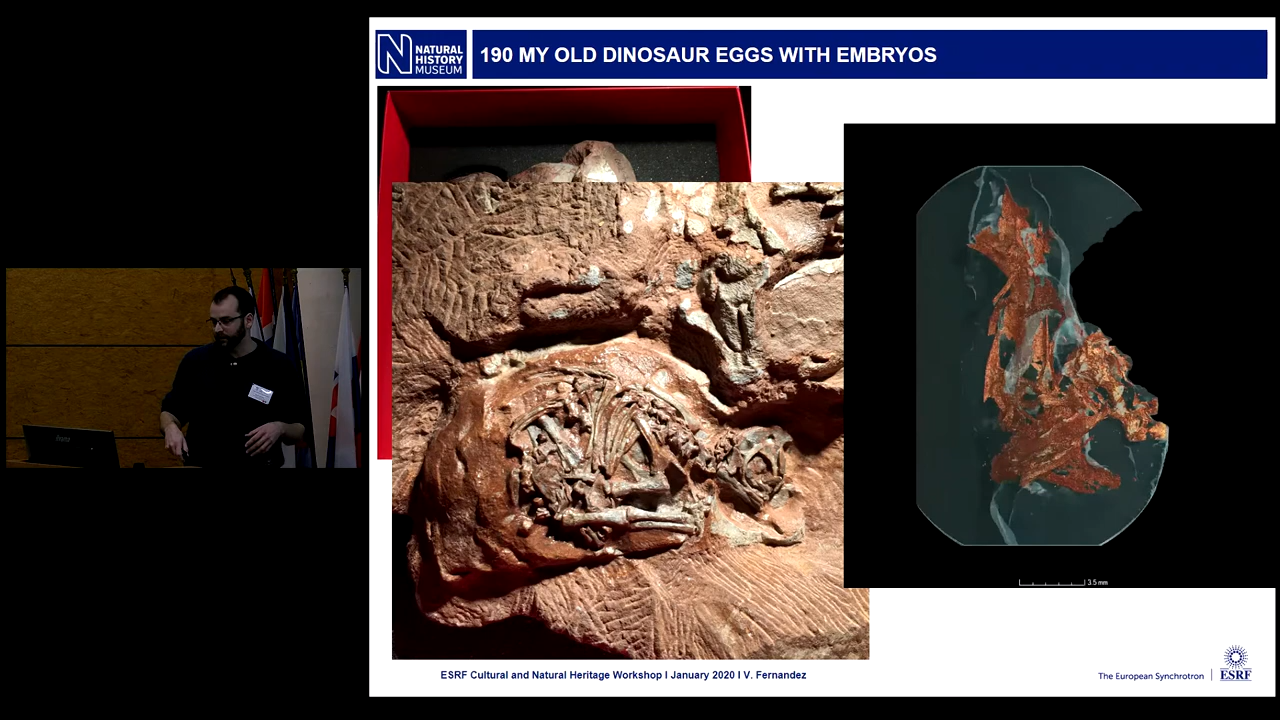 NATURAL
HISTORY
MUSEUM
190 MY OLD DINOSAUR EGGS WITH EMBRYOS
3.5 mm
ESRF Cultural and Natural Heritage Workshop I January 2020 I V. Fernandez
The European Synchrotron
ESRF